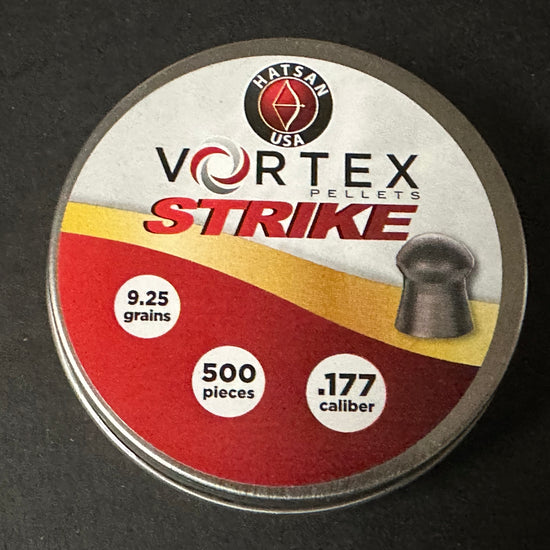 HATSAN
USA
VORTEX
PELLETS
STRIKE
9.25
grains
500
pieces
.177
caliber